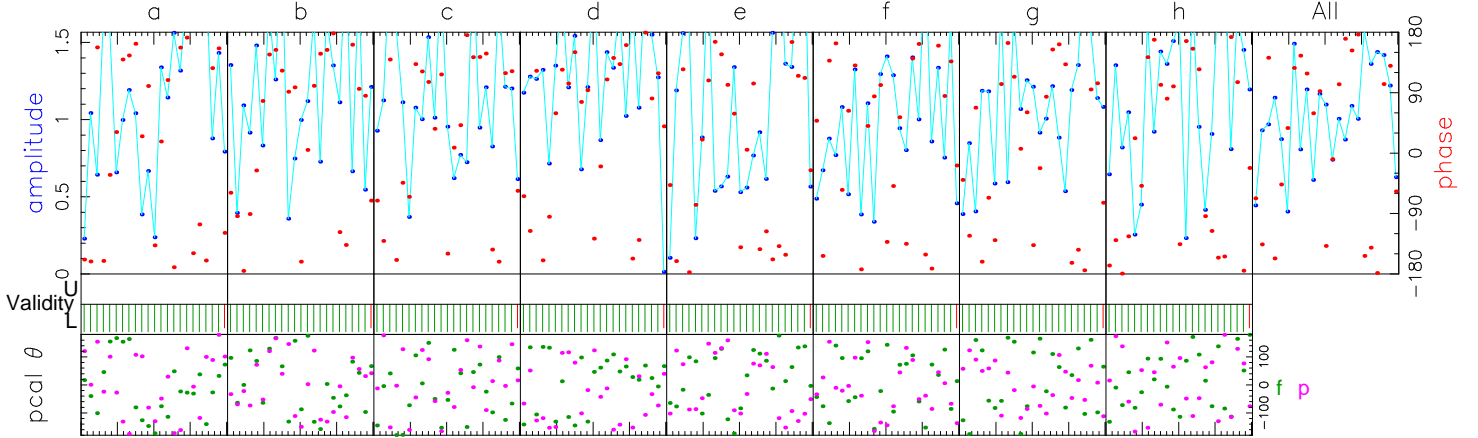 a b c d e f g h All
1.5 180
90
1 0
0.5 -90
0 -180
amplitude
phase
U
Validity
L
pcal θ
100
0
-100
f p